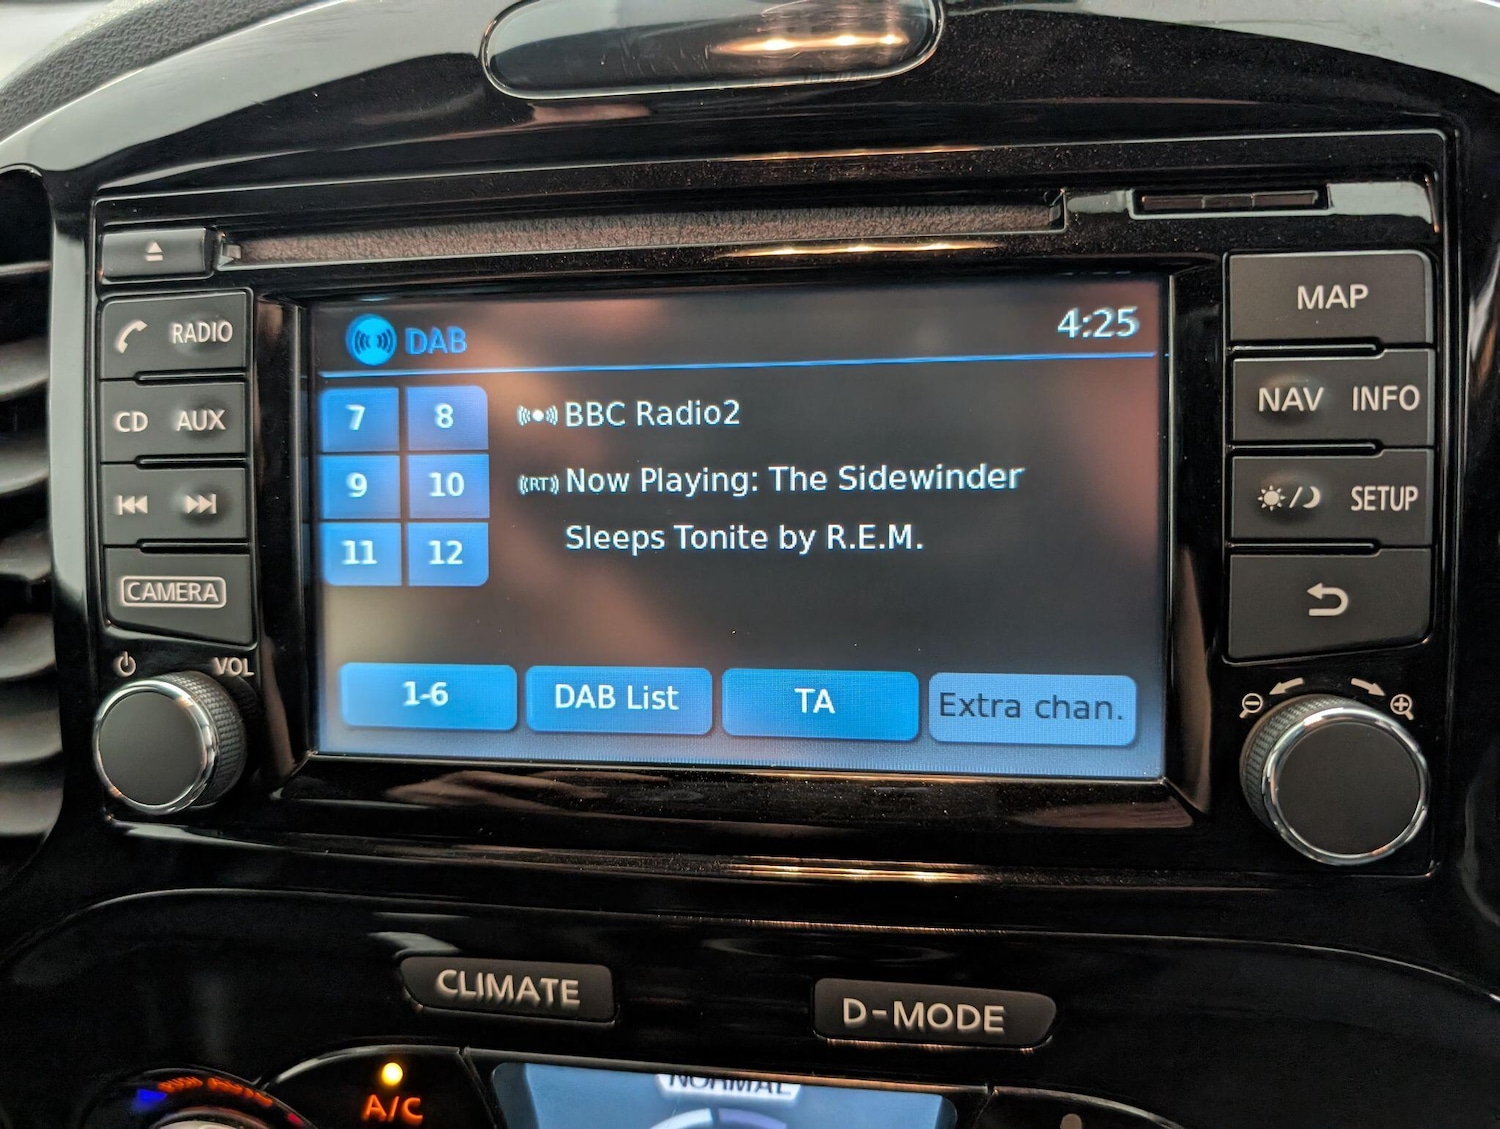 RADIO
CD AUX
CAMERA
VOL
DAB
4:25
7 8
9 10
11 12
BBC Radio2
(RT) Now Playing: The Sidewinder
Sleeps Tonite by R.E.M.
1-6 DAB List TA Extra chan.
MAP
NAV INFO
SETUP
CLIMATE
D-MODE
A/C
NORMAL